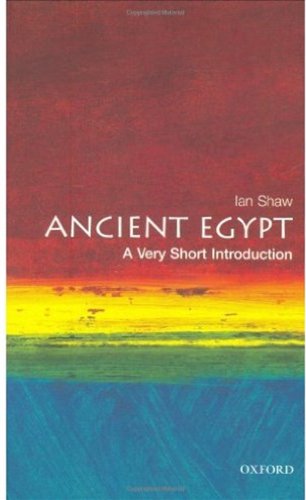 Ian Shaw
ANCIENT EGYPT
A Very Short Introduction
OXFORD